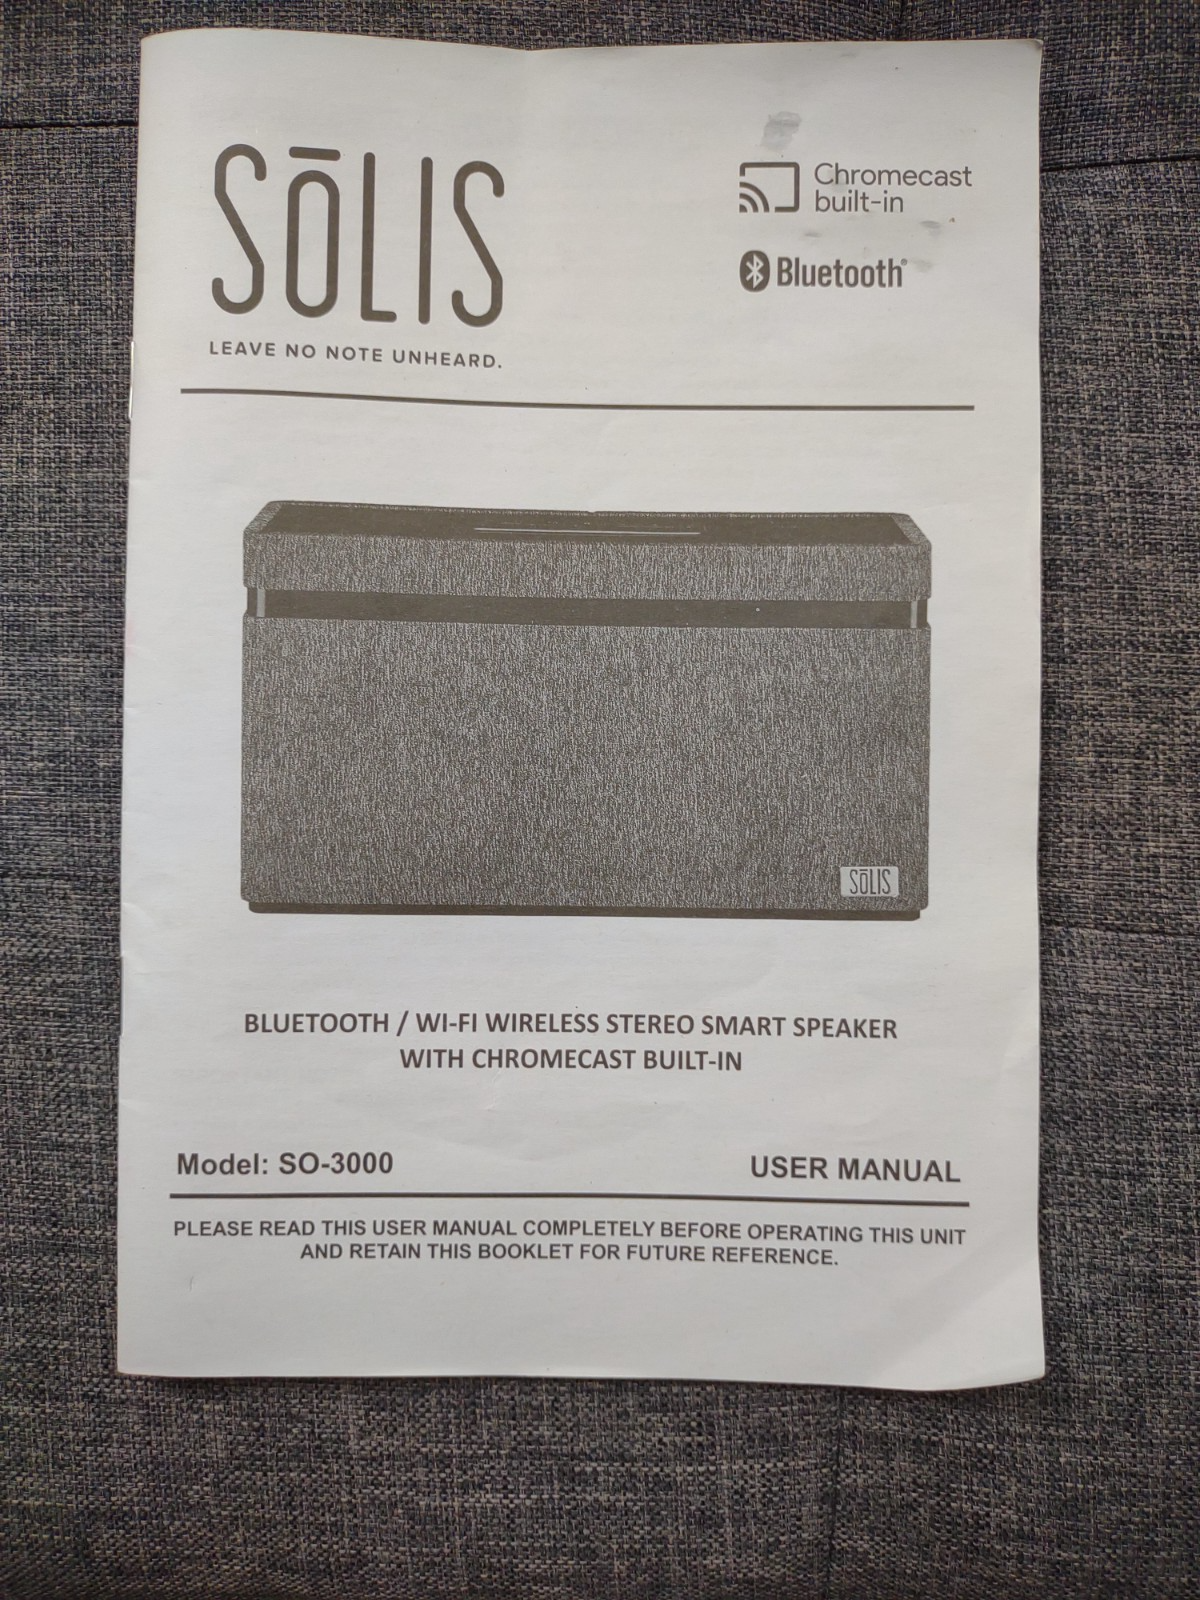 SōLIS
LEAVE NO NOTE UNHEARD.
Chromecast
built-in
Bluetooth®
SōLIS
BLUETOOTH / WI-FI WIRELESS STEREO SMART SPEAKER
WITH CHROMECAST BUILT-IN
Model: SO-3000
USER MANUAL
PLEASE READ THIS USER MANUAL COMPLETELY BEFORE OPERATING THIS UNIT
AND RETAIN THIS BOOKLET FOR FUTURE REFERENCE.